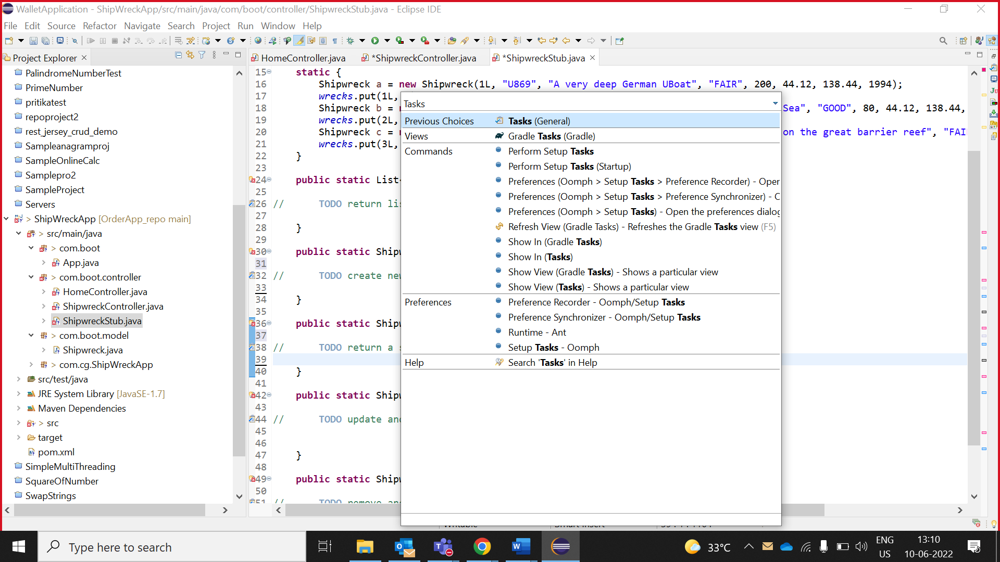 WalletApplication - ShipWreckApp/src/main/java/com/boot/controller/ShipwreckStub.java - Eclipse IDE
File Edit Source Refactor Navigate Search Project Run Window Help
Project Explorer
PalindromeNumberTest
PrimeNumber
pritikatest
repoproject2
rest_jersey_crud_demo
Sampleanagramproj
SampleOnlineCalc
Samplepro2
SampleProject
Servers
> ShipWreckApp [OrderApp_repo main]
> src/main/java
> com.boot
App.java
> com.boot.controller
HomeController.java
ShipwreckController.java
ShipwreckStub.java
> com.boot.model
Shipwreck.java
> com.cg.ShipWreckApp
src/test/java
JRE System Library [JavaSE-1.7]
Maven Dependencies
> src
target
pom.xml
SimpleMultiThreading
SquareOfNumber
SwapStrings
HomeController.java *ShipwreckController.java *ShipwreckStub.java
15 static {
16 Shipwreck a = new Shipwreck(1L, "U869", "A very deep German UBoat", "FAIR", 200, 44.12, 138.44, 1994);
17 wrecks.put(1L,
18 Shipwreck b = Sea", "GOOD", 80, 44.12, 138.44,
19 wrecks.put(2L,
20 Shipwreck c = on the great barrier reef", "FAI
21 wrecks.put(3L,
22 }
23
24 public static List
25
26 // TODO return lis
27
28 }
29
30 public static Ship
31
32 // TODO create new
33
34 }
35
36 public static Ship
37
38 // TODO return a
39
40 }
41
42 public static Ship
43
44 // TODO update and
45
46
47 }
48
49 public static Ship
50
51 // TODO remove an
Tasks
Previous Choices Tasks (General)
Views Gradle Tasks (Gradle)
Commands Perform Setup Tasks
Perform Setup Tasks (Startup)
Preferences (Oomph > Setup Tasks > Preference Recorder) - Oper
Preferences (Oomph > Setup Tasks > Preference Synchronizer) - C
Preferences (Oomph > Setup Tasks) - Open the preferences dialog
Refresh View (Gradle Tasks) - Refreshes the Gradle Tasks view (F5)
Show In (Gradle Tasks)
Show In (Tasks)
Show View (Gradle Tasks) - Shows a particular view
Show View (Tasks) - Shows a particular view
Preferences Preference Recorder - Oomph/Setup Tasks
Preference Synchronizer - Oomph/Setup Tasks
Runtime - Ant
Setup Tasks - Oomph
Help Search 'Tasks' in Help
Type here to search
33°C
ENG
US
13:10
10-06-2022